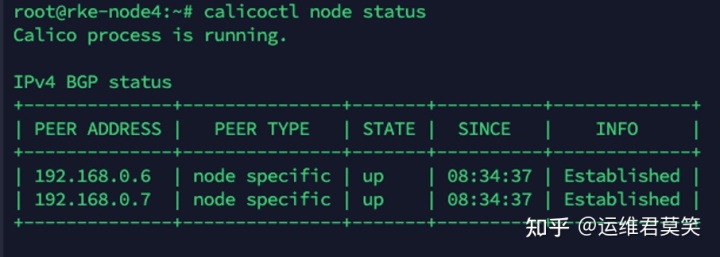 root@rke-node4:~# calicoctl node status
Calico process is running.
IPv4 BGP status
+--------------+---------------+-------+----------+-------------+
| PEER ADDRESS |   PEER TYPE   | STATE |  SINCE   |    INFO     |
+--------------+---------------+-------+----------+-------------+
| 192.168.0.6  | node specific | up    | 08:34:37 | Established |
| 192.168.0.7  | node specific | up    | 08:34:37 | Established |
+--------------+---------------+-------+----------+-------------+
知乎 @运维君莫笑